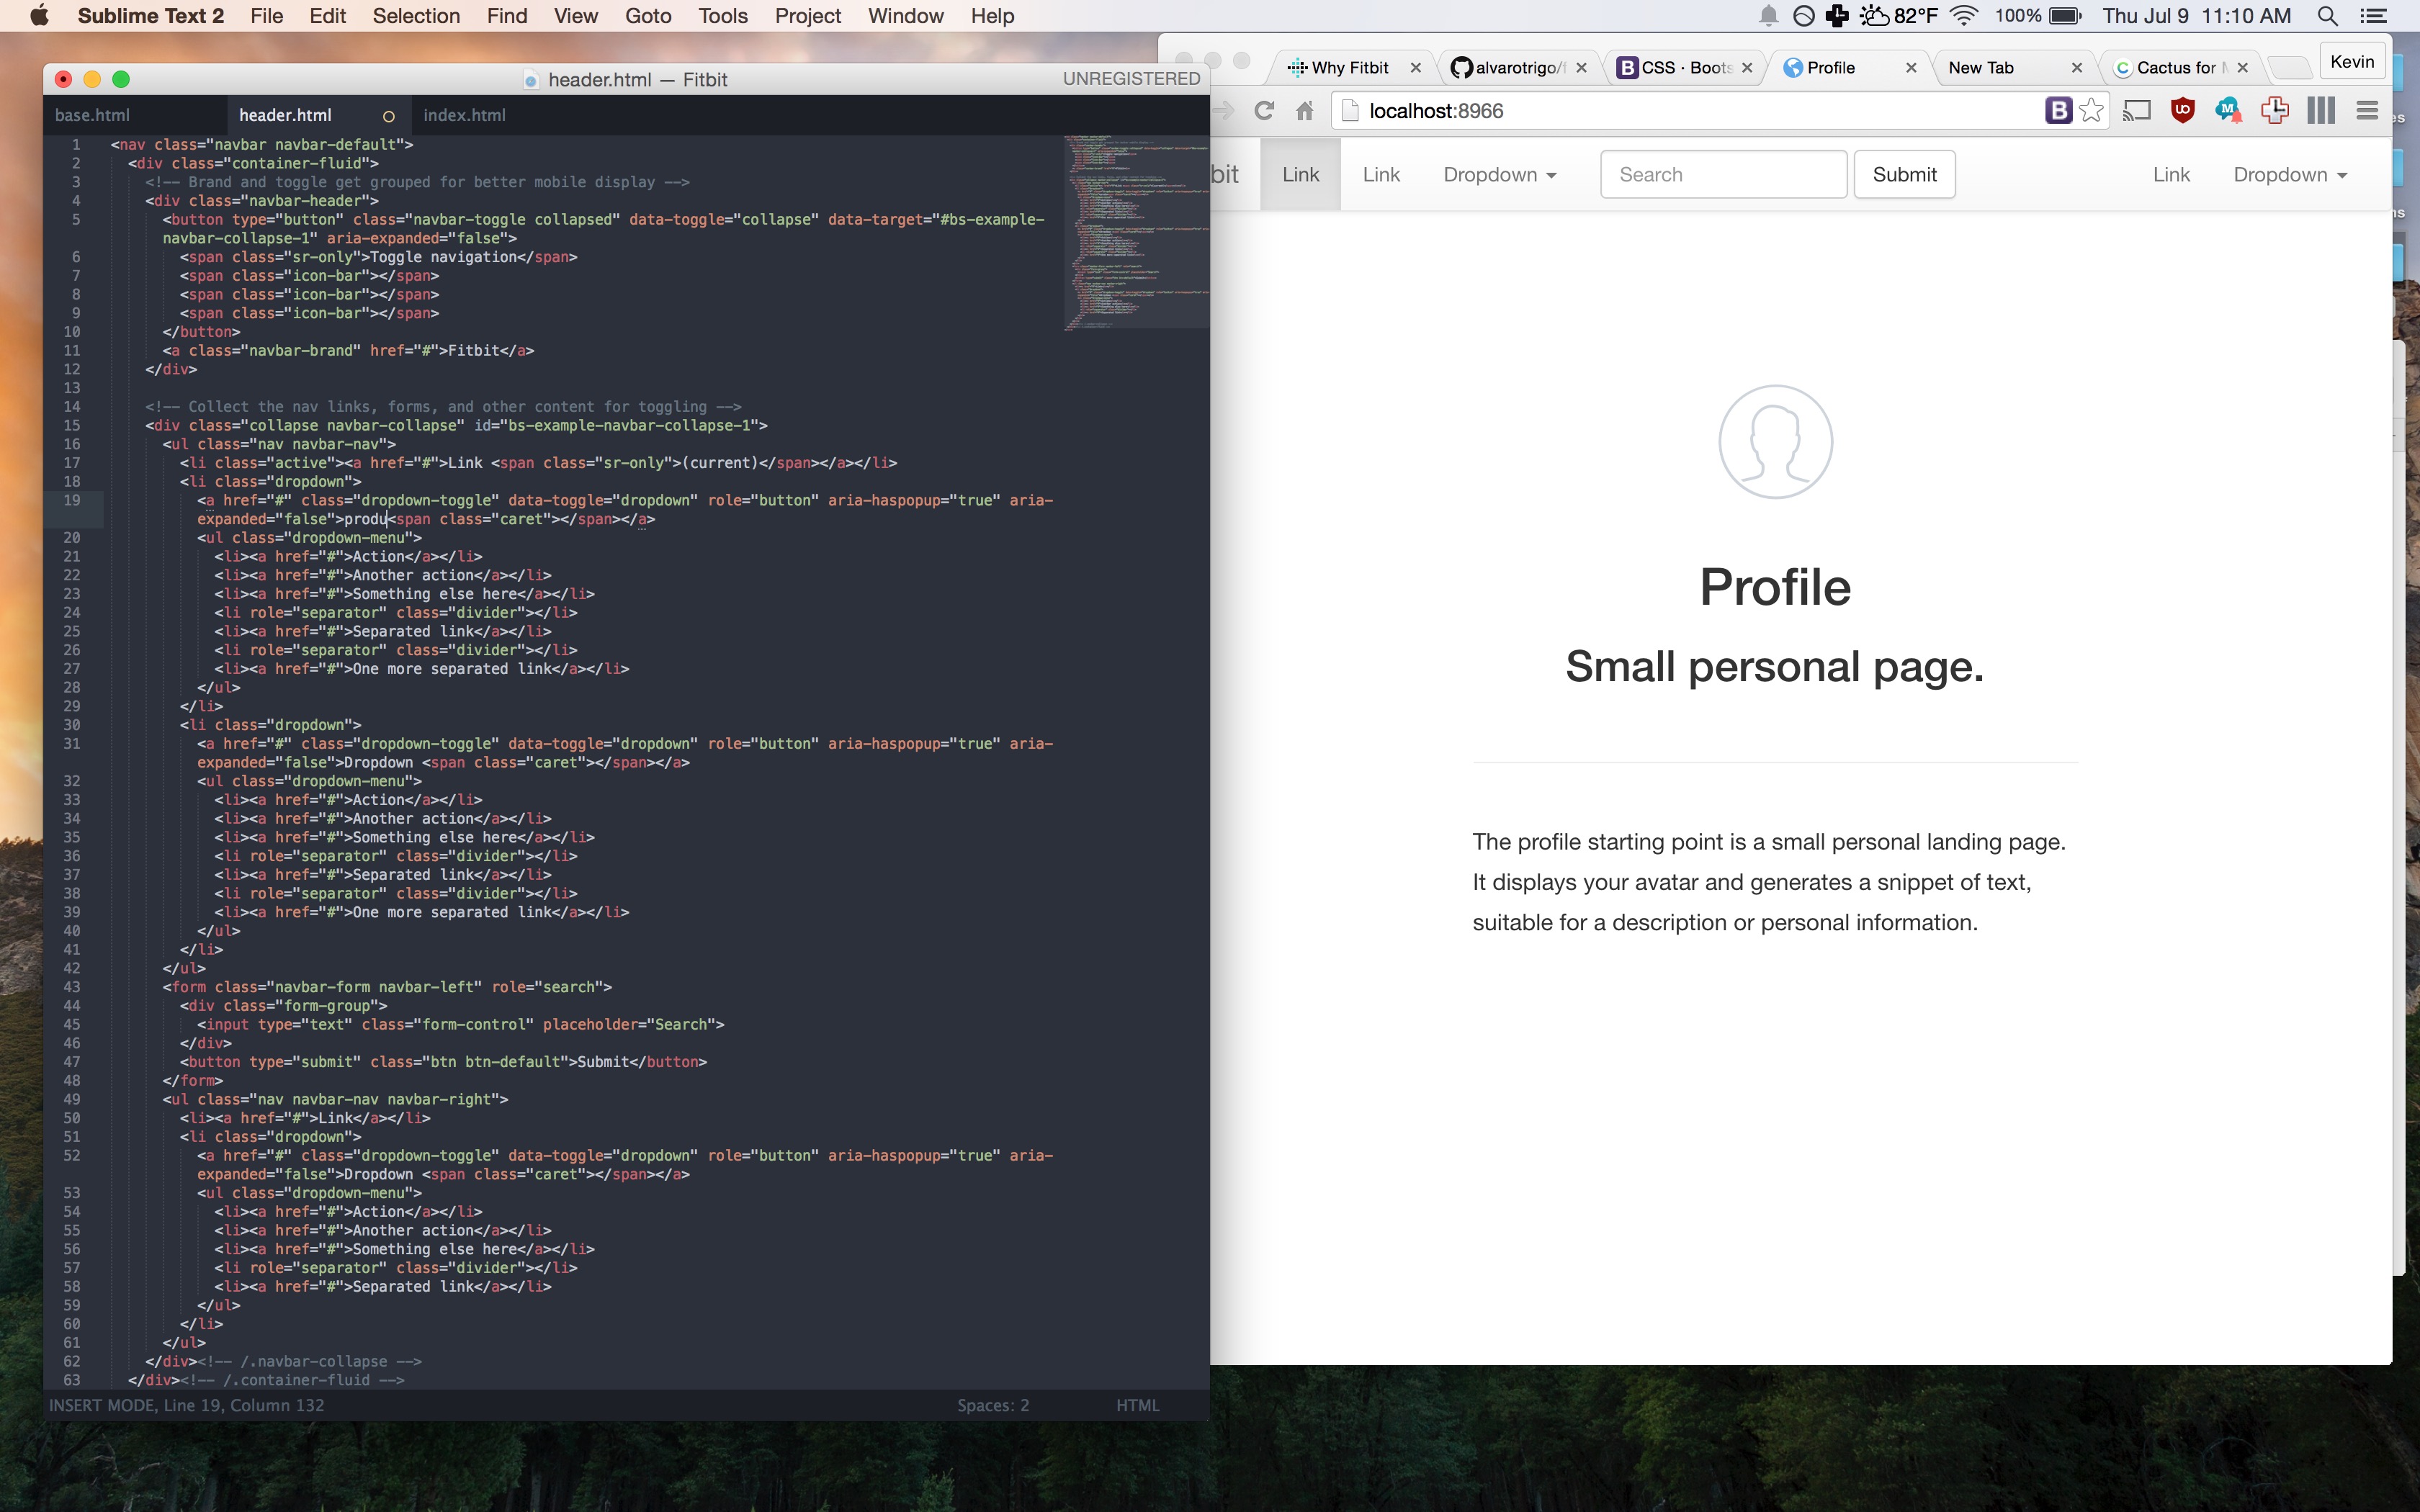 Sublime Text 2 File Edit Selection Find View Goto Tools Project Window Help 82°F 100% Thu Jul 9 11:10 AM
header.html — Fitbit UNREGISTERED
base.html header.html index.html
1 <nav class="navbar navbar-default">
2 <div class="container-fluid">
3 <!-- Brand and toggle get grouped for better mobile display -->
4 <div class="navbar-header">
5 <button type="button" class="navbar-toggle collapsed" data-toggle="collapse" data-target="#bs-example-
navbar-collapse-1" aria-expanded="false">
6 <span class="sr-only">Toggle navigation</span>
7 <span class="icon-bar"></span>
8 <span class="icon-bar"></span>
9 <span class="icon-bar"></span>
10 </button>
11 <a class="navbar-brand" href="#">Fitbit</a>
12 </div>
13
14 <!-- Collect the nav links, forms, and other content for toggling -->
15 <div class="collapse navbar-collapse" id="bs-example-navbar-collapse-1">
16 <ul class="nav navbar-nav">
17 <li class="active"><a href="#">Link <span class="sr-only">(current)</span></a></li>
18 <li class="dropdown">
19 <a href="#" class="dropdown-toggle" data-toggle="dropdown" role="button" aria-haspopup="true" aria-
expanded="false">produ<span class="caret"></span></a>
20 <ul class="dropdown-menu">
21 <li><a href="#">Action</a></li>
22 <li><a href="#">Another action</a></li>
23 <li><a href="#">Something else here</a></li>
24 <li role="separator" class="divider"></li>
25 <li><a href="#">Separated link</a></li>
26 <li role="separator" class="divider"></li>
27 <li><a href="#">One more separated link</a></li>
28 </ul>
29 </li>
30 <li class="dropdown">
31 <a href="#" class="dropdown-toggle" data-toggle="dropdown" role="button" aria-haspopup="true" aria-
expanded="false">Dropdown <span class="caret"></span></a>
32 <ul class="dropdown-menu">
33 <li><a href="#">Action</a></li>
34 <li><a href="#">Another action</a></li>
35 <li><a href="#">Something else here</a></li>
36 <li role="separator" class="divider"></li>
37 <li><a href="#">Separated link</a></li>
38 <li role="separator" class="divider"></li>
39 <li><a href="#">One more separated link</a></li>
40 </ul>
41 </li>
42 </ul>
43 <form class="navbar-form navbar-left" role="search">
44 <div class="form-group">
45 <input type="text" class="form-control" placeholder="Search">
46 </div>
47 <button type="submit" class="btn btn-default">Submit</button>
48 </form>
49 <ul class="nav navbar-nav navbar-right">
50 <li><a href="#">Link</a></li>
51 <li class="dropdown">
52 <a href="#" class="dropdown-toggle" data-toggle="dropdown" role="button" aria-haspopup="true" aria-
expanded="false">Dropdown <span class="caret"></span></a>
53 <ul class="dropdown-menu">
54 <li><a href="#">Action</a></li>
55 <li><a href="#">Another action</a></li>
56 <li><a href="#">Something else here</a></li>
57 <li role="separator" class="divider"></li>
58 <li><a href="#">Separated link</a></li>
59 </ul>
60 </li>
61 </ul>
62 </div><!-- /.navbar-collapse -->
63 </div><!-- /.container-fluid -->
INSERT MODE, Line 19, Column 132 Spaces: 2 HTML
Why Fitbit alvarotrigo/f CSS · Boots Profile New Tab Cactus for M Kevin
localhost:8966
bit Link Link Dropdown Search Submit Link Dropdown
Profile
Small personal page.
The profile starting point is a small personal landing page.
It displays your avatar and generates a snippet of text,
suitable for a description or personal information.